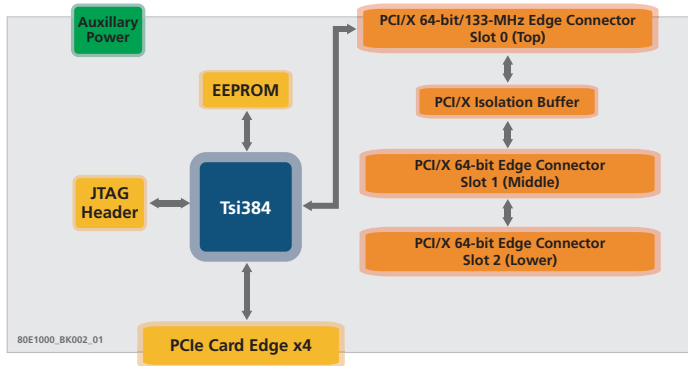 Auxillary
Power
PCI/X 64-bit/133-MHz Edge Connector
Slot 0 (Top)
EEPROM
PCI/X Isolation Buffer
JTAG
Header
Tsi384
PCI/X 64-bit Edge Connector
Slot 1 (Middle)
PCI/X 64-bit Edge Connector
Slot 2 (Lower)
80E1000_BK002_01
PCIe Card Edge x4